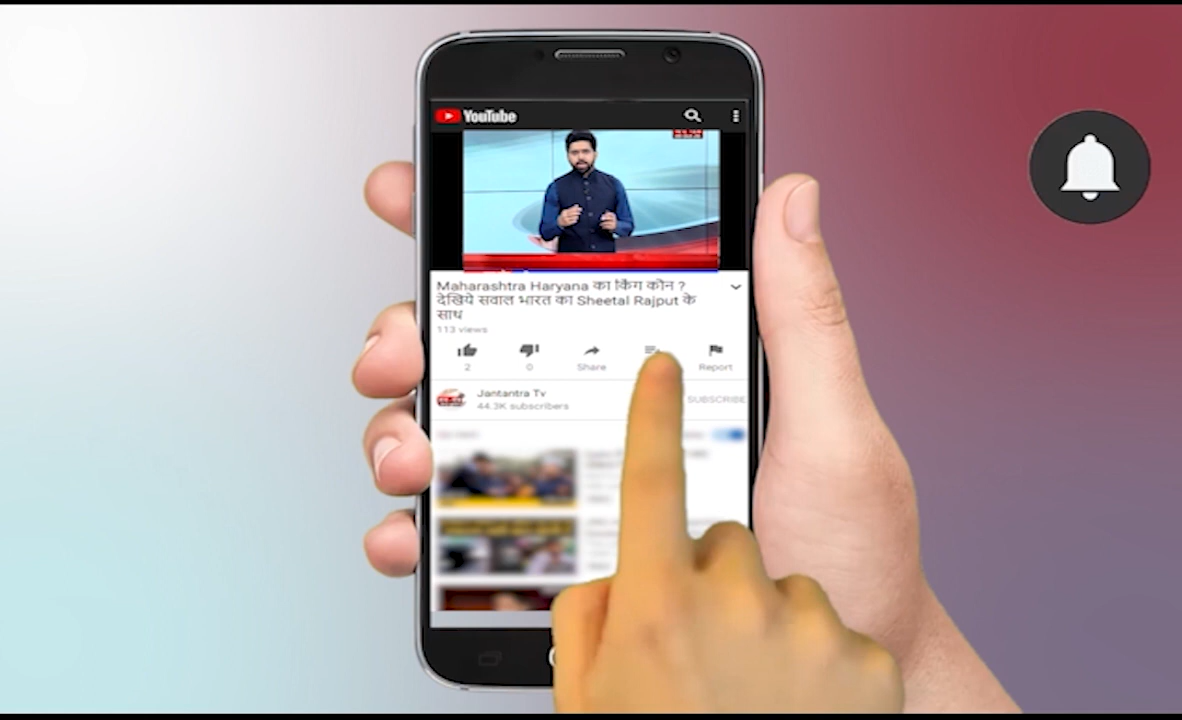 YouTube
Maharashtra Haryana का किंग कौन ?
देखिये सवाल भारत का Sheetal Rajput के
साथ
113 views
2
0
Share
Report
Jantantra Tv
44.3K subscribers
SUBSCRIBE